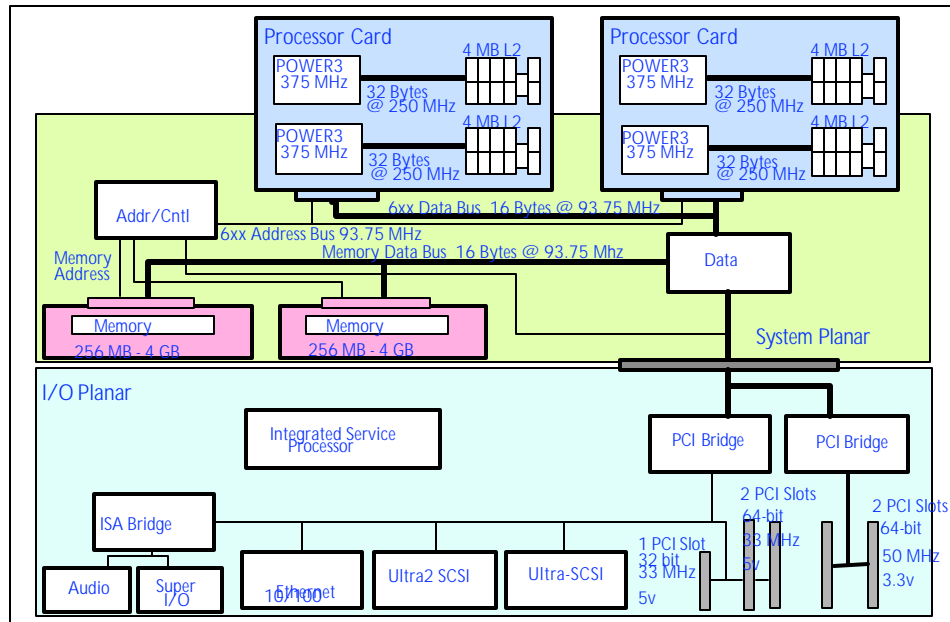 Processor Card
POWER3
375 MHz
4 MB L2
32 Bytes
@ 250 MHz
POWER3
375 MHz
4 MB L2
32 Bytes
@ 250 MHz
Processor Card
POWER3
375 MHz
4 MB L2
32 Bytes
@ 250 MHz
POWER3
375 MHz
4 MB L2
32 Bytes
@ 250 MHz
Addr/Cntl
6xx Data Bus 16 Bytes @ 93.75 MHz
6xx Address Bus 93.75 MHz
Memory
Address
Memory Data Bus 16 Bytes @ 93.75 Mhz
Data
Memory
256 MB - 4 GB
Memory
256 MB - 4 GB
System Planar
I/O Planar
Integrated Service
Processor
PCI Bridge
PCI Bridge
ISA Bridge
Audio
Super
I/O
Ethernet
10/100
Ultra2 SCSI
Ultra-SCSI
1 PCI Slot
32 bit
33 MHz
5v
2 PCI Slots
64-bit
33 MHz
5v
2 PCI Slots
64-bit
50 MHz
3.3v